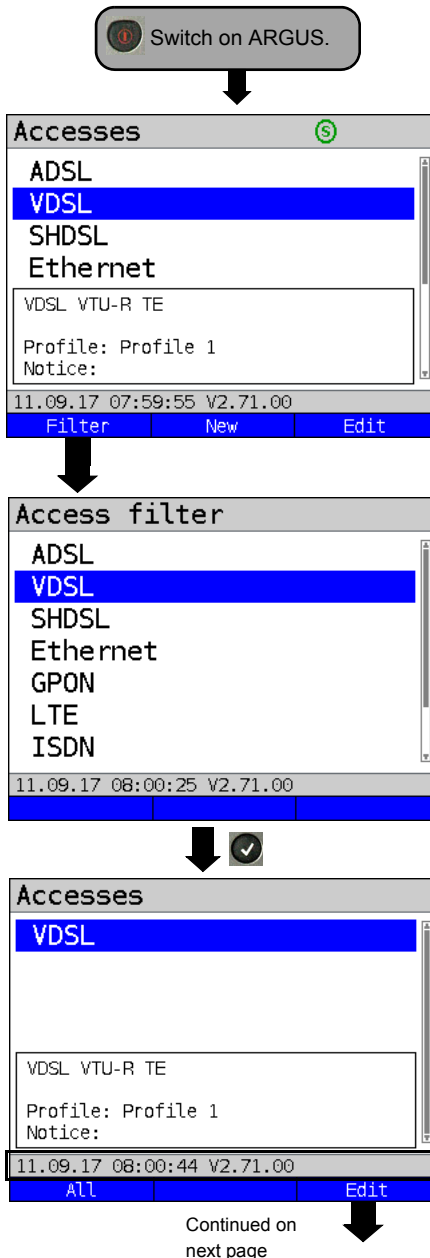 Switch on ARGUS.
Accesses
S
ADSL
VDSL
SHDSL
Ethernet
VDSL VTU-R TE
Profile: Profile 1
Notice:
11.09.17 07:59:55 V2.71.00
Filter New Edit
Access filter
ADSL
VDSL
SHDSL
Ethernet
GPON
LTE
ISDN
11.09.17 08:00:25 V2.71.00
Accesses
VDSL
VDSL VTU-R TE
Profile: Profile 1
Notice:
11.09.17 08:00:44 V2.71.00
All Edit
Continued on
next page